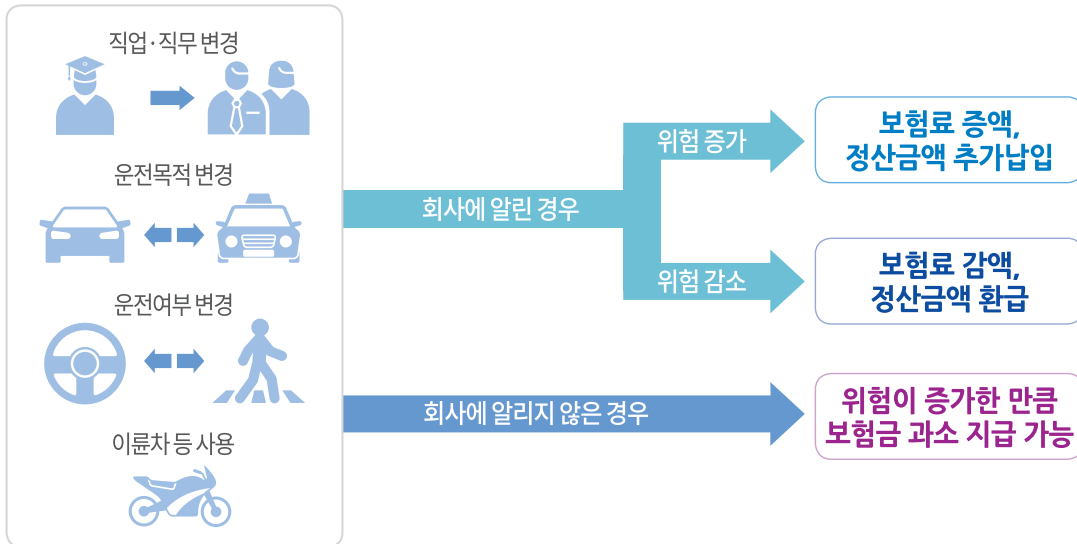 직업·직무 변경
운전목적 변경
운전여부 변경
이륜차 등 사용
회사에 알린 경우
위험 증가
보험료 증액,
정산금액 추가납입
위험 감소
보험료 감액,
정산금액 환급
회사에 알리지 않은 경우
위험이 증가한 만큼
보험금 과소 지급 가능